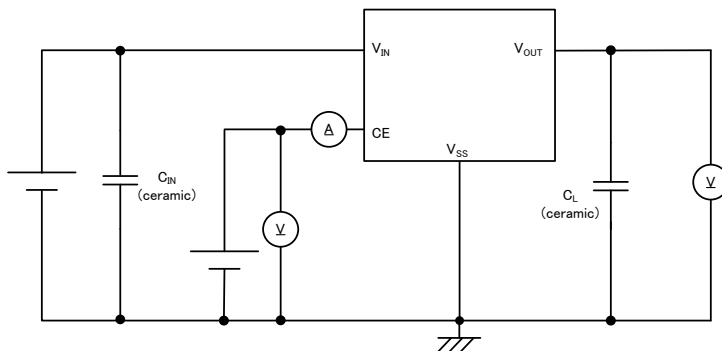 V_IN
V_OUT
A
CE
V_SS
C_IN
(ceramic)
C_L
(ceramic)
V
V